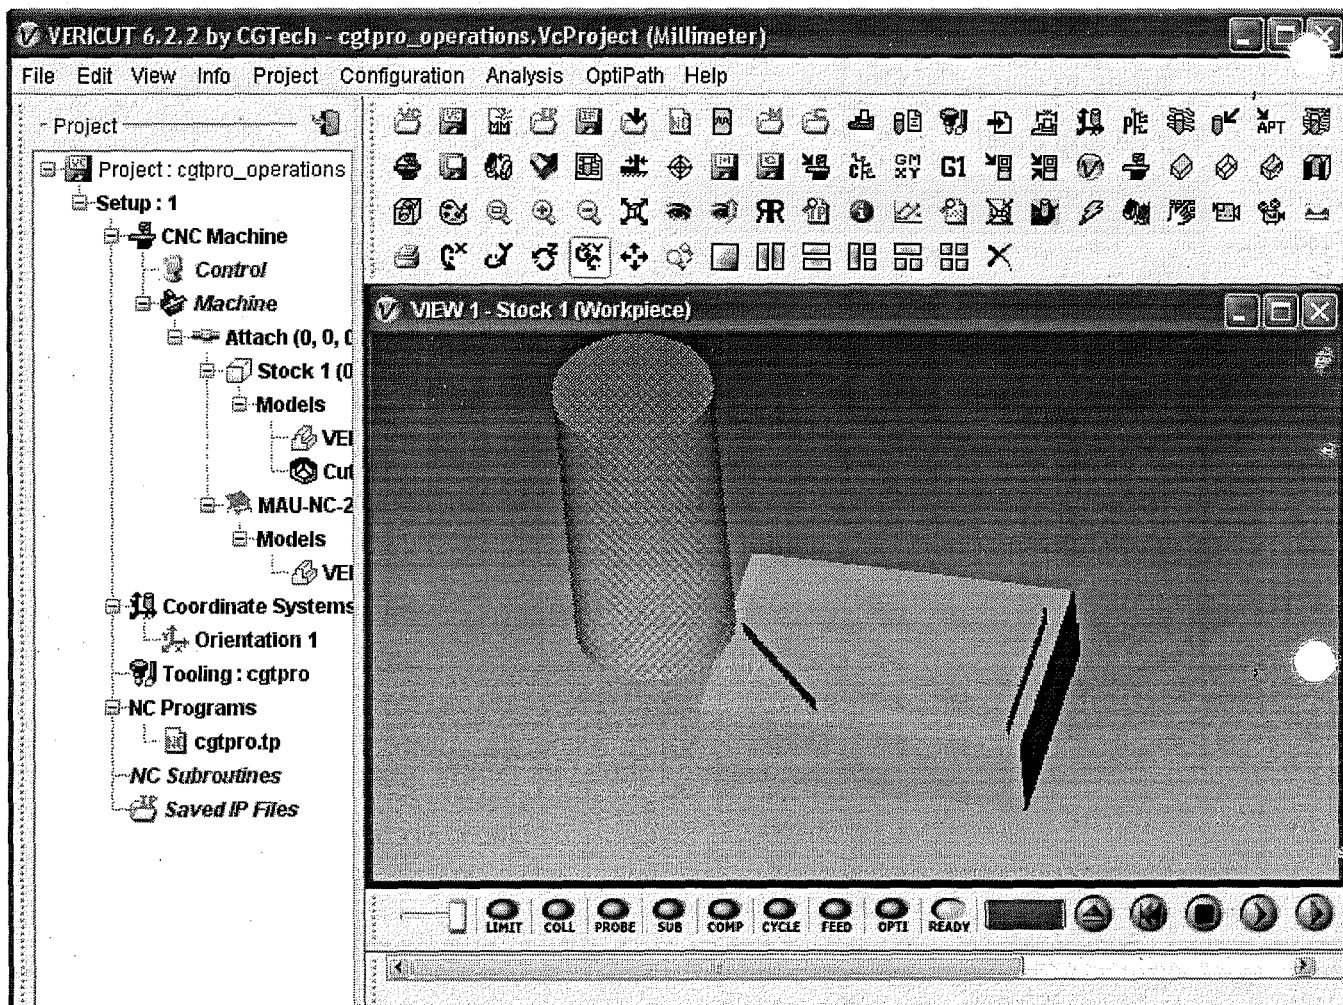 VERICUT 6.2.2 by CGTech - cgtpro_operations.VcProject (Millimeter)
File Edit View Info Project Configuration Analysis OptiPath Help
Project
Project : cgtpro_operations
Setup : 1
CNC Machine
Control
Machine
Attach (0, 0, 0
Stock 1 (0
Models
VEI
Cut
MAU-NC-2
Models
VEI
Coordinate Systems
Orientation 1
Tooling : cgtpro
NC Programs
cgtpro.tp
NC Subroutines
Saved IP Files
APT
G1
VIEW 1 - Stock 1 (Workpiece)
LIMIT COLL PROBE SUB COMP CYCLE FEED OPTI READY